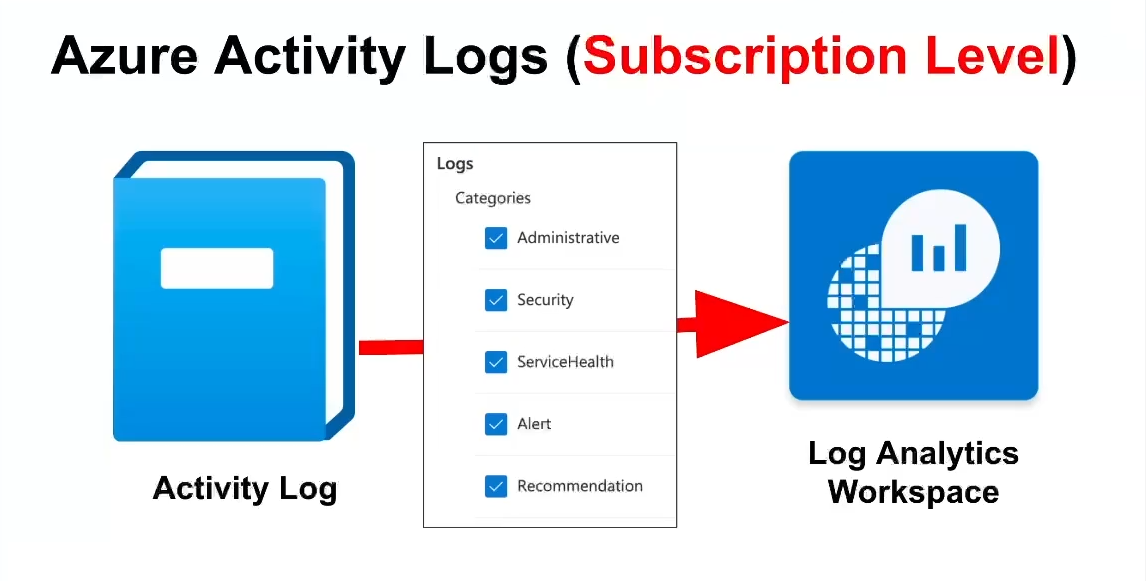 Azure Activity Logs (Subscription Level)
Logs
Categories
Administrative
Security
ServiceHealth
Alert
Recommendation
Activity Log
Log Analytics
Workspace